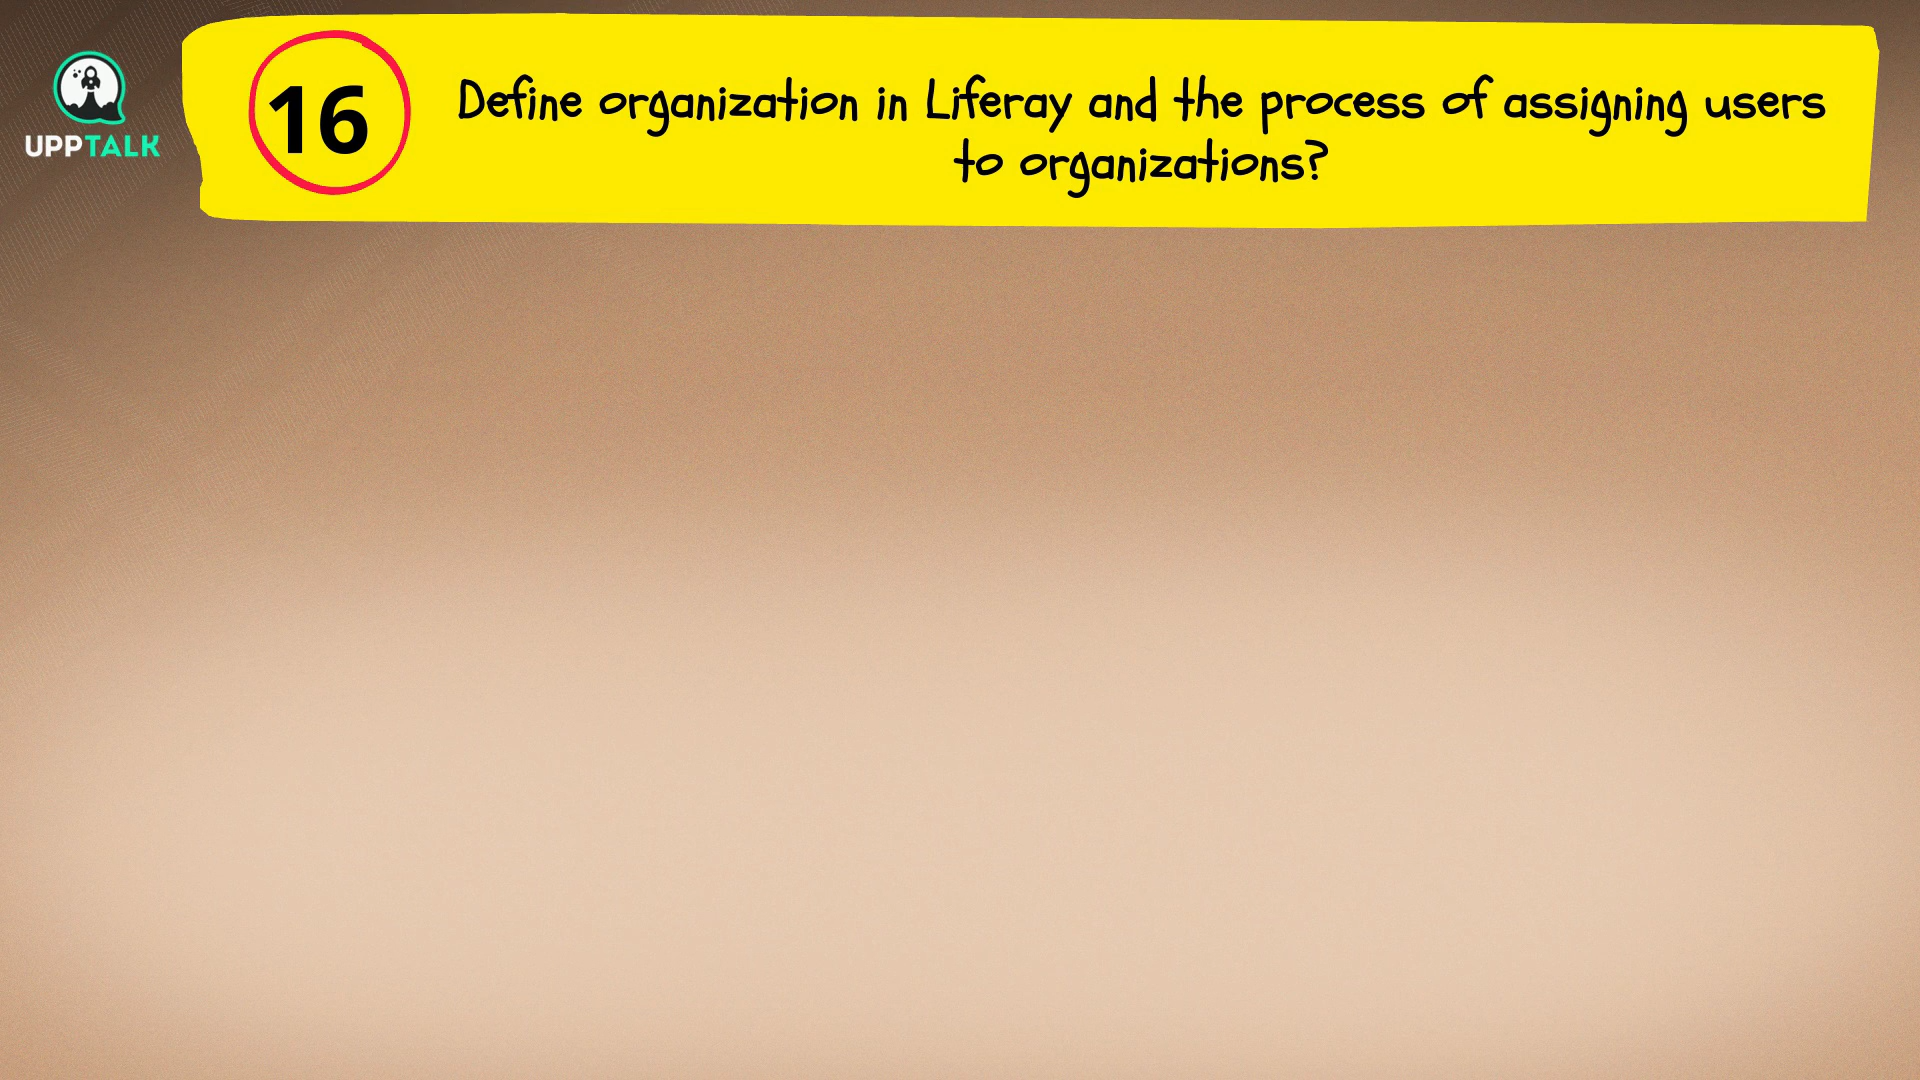 UPPTALK
16
Define organization in Liferay and the process of assigning users
to organizations?